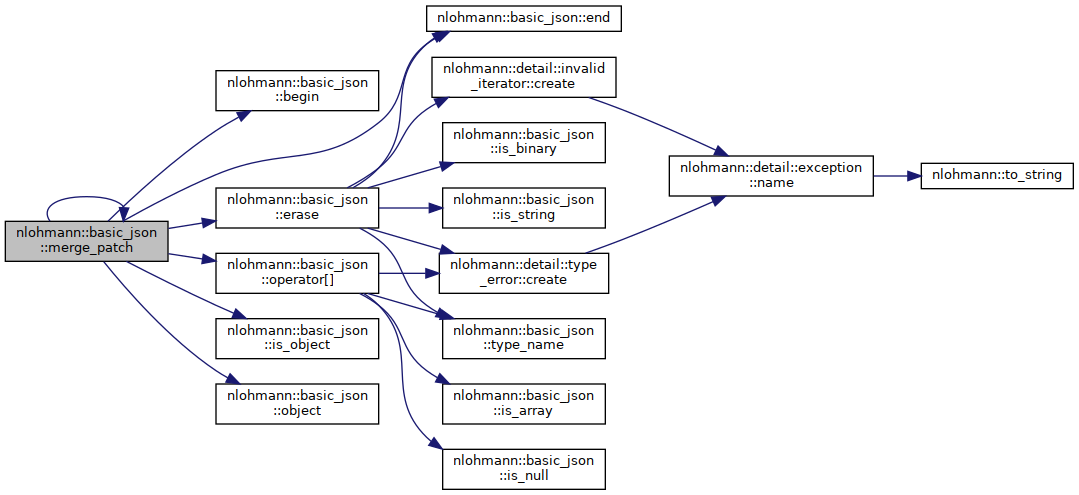 nlohmann::basic_json::end
nlohmann::detail::invalid
_iterator::create
nlohmann::basic_json
::begin
nlohmann::basic_json
::is_binary
nlohmann::detail::exception
::name
nlohmann::to_string
nlohmann::basic_json
::erase
nlohmann::basic_json
::is_string
nlohmann::basic_json
::merge_patch
nlohmann::basic_json
::operator[]
nlohmann::detail::type
_error::create
nlohmann::basic_json
::is_object
nlohmann::basic_json
::type_name
nlohmann::basic_json
::object
nlohmann::basic_json
::is_array
nlohmann::basic_json
::is_null